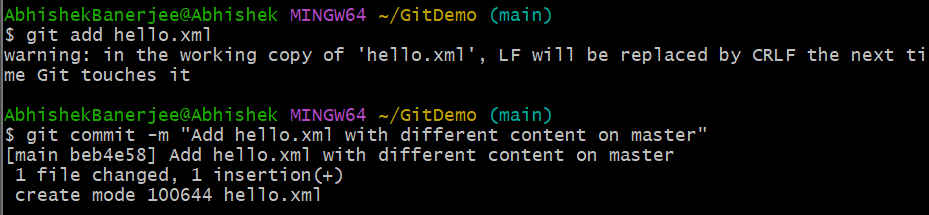 AbhishekBanerjee@Abhishek MINGW64 ~/GitDemo (main)
$ git add hello.xml
warning: in the working copy of 'hello.xml', LF will be replaced by CRLF the next ti
me Git touches it
AbhishekBanerjee@Abhishek MINGW64 ~/GitDemo (main)
$ git commit -m "Add hello.xml with different content on master"
[main beb4e58] Add hello.xml with different content on master
 1 file changed, 1 insertion(+)
 create mode 100644 hello.xml